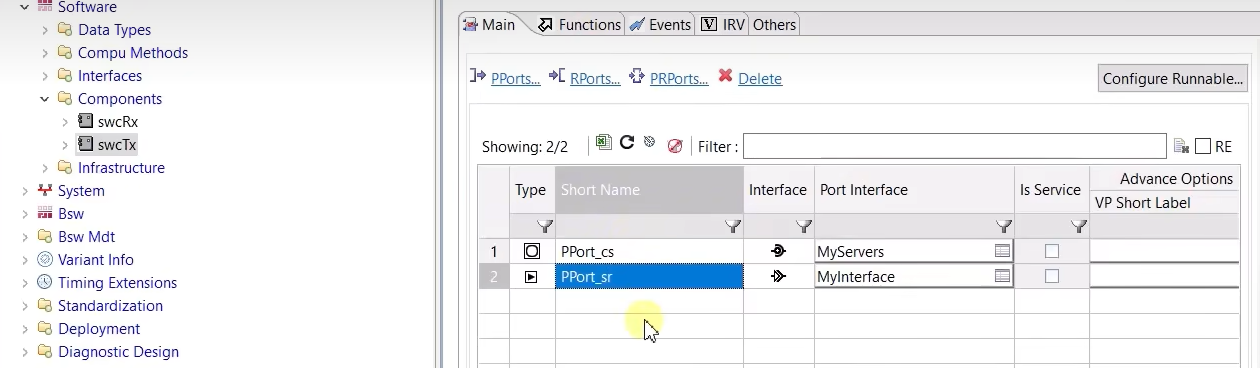 Software
Data Types
Compu Methods
Interfaces
Components
swcRx
swcTx
Infrastructure
System
Bsw
Bsw Mdt
Variant Info
Timing Extensions
Standardization
Deployment
Diagnostic Design
Main Functions Events IRV Others
PPorts... RPorts... PRPorts... Delete
Configure Runnable...
Showing: 2/2 Filter : RE
Type Short Name Interface Port Interface Is Service Advance Options
VP Short Label
1 PPort_cs MyServers
2 PPort_sr MyInterface